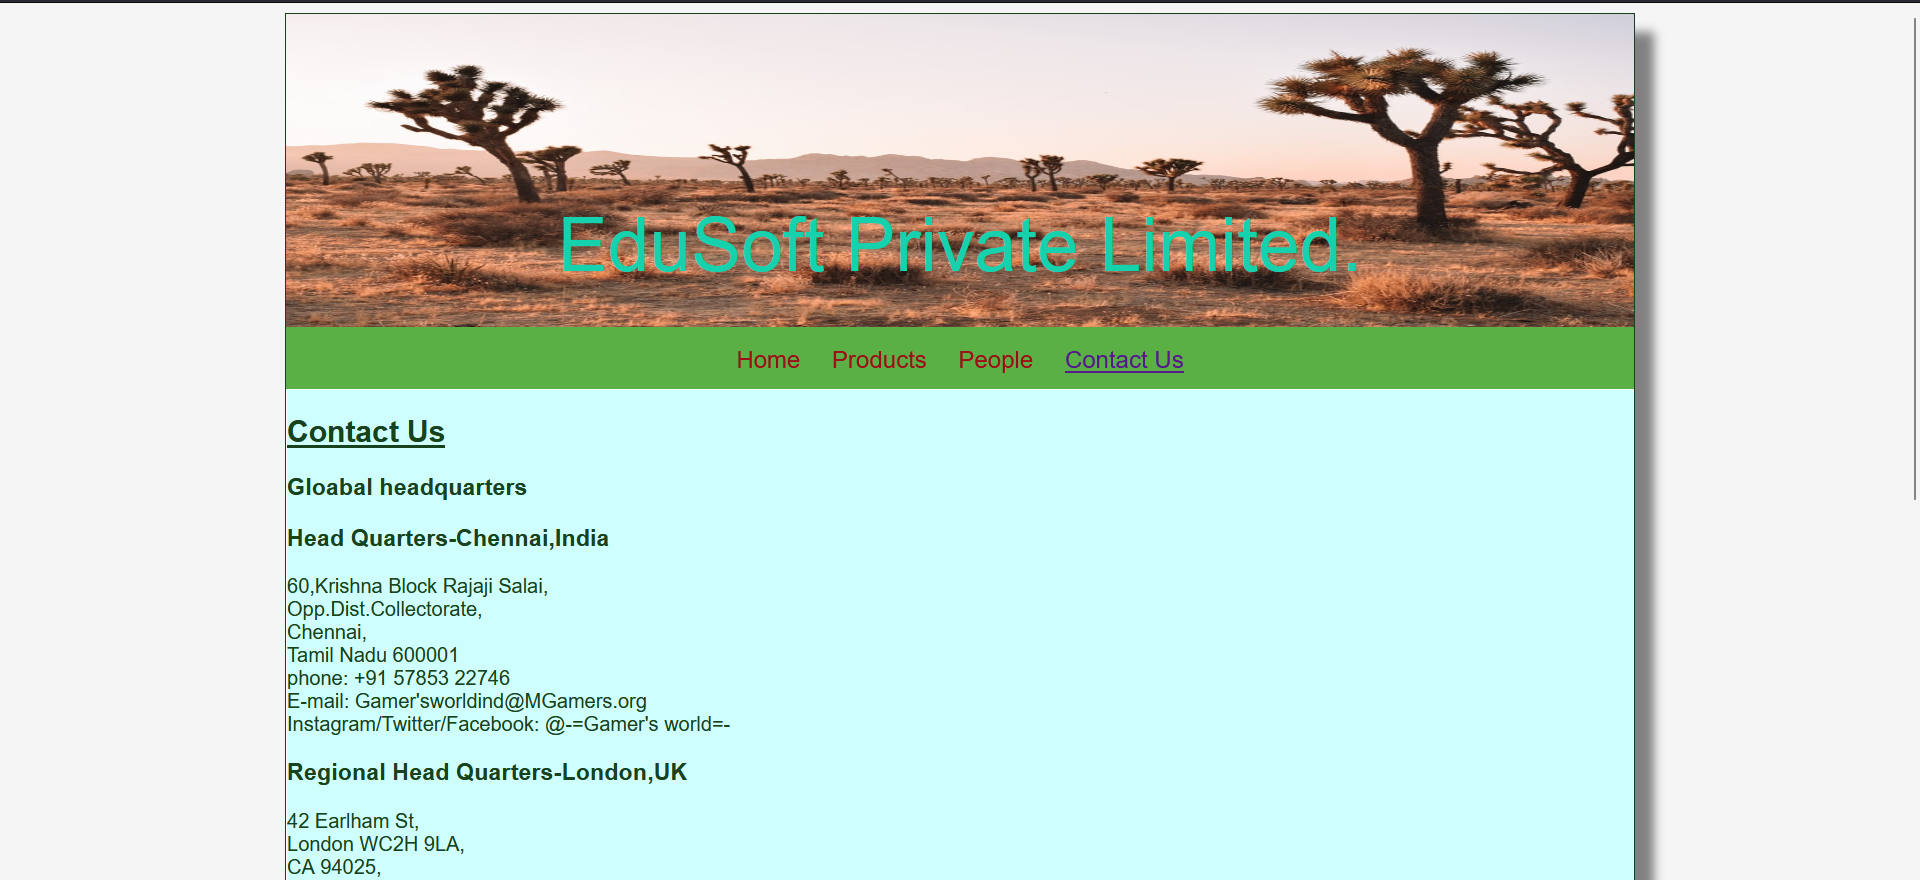 EduSoft Private Limited.
Home Products People Contact Us
Contact Us
Gloabal headquarters
Head Quarters-Chennai,India
60,Krishna Block Rajaji Salai,
Opp.Dist.Collectorate,
Chennai,
Tamil Nadu 600001
phone: +91 57853 22746
E-mail: Gamer'sworldind@MGamers.org
Instagram/Twitter/Facebook: @-=Gamer's world=-
Regional Head Quarters-London,UK
42 Earlham St,
London WC2H 9LA,
CA 94025,